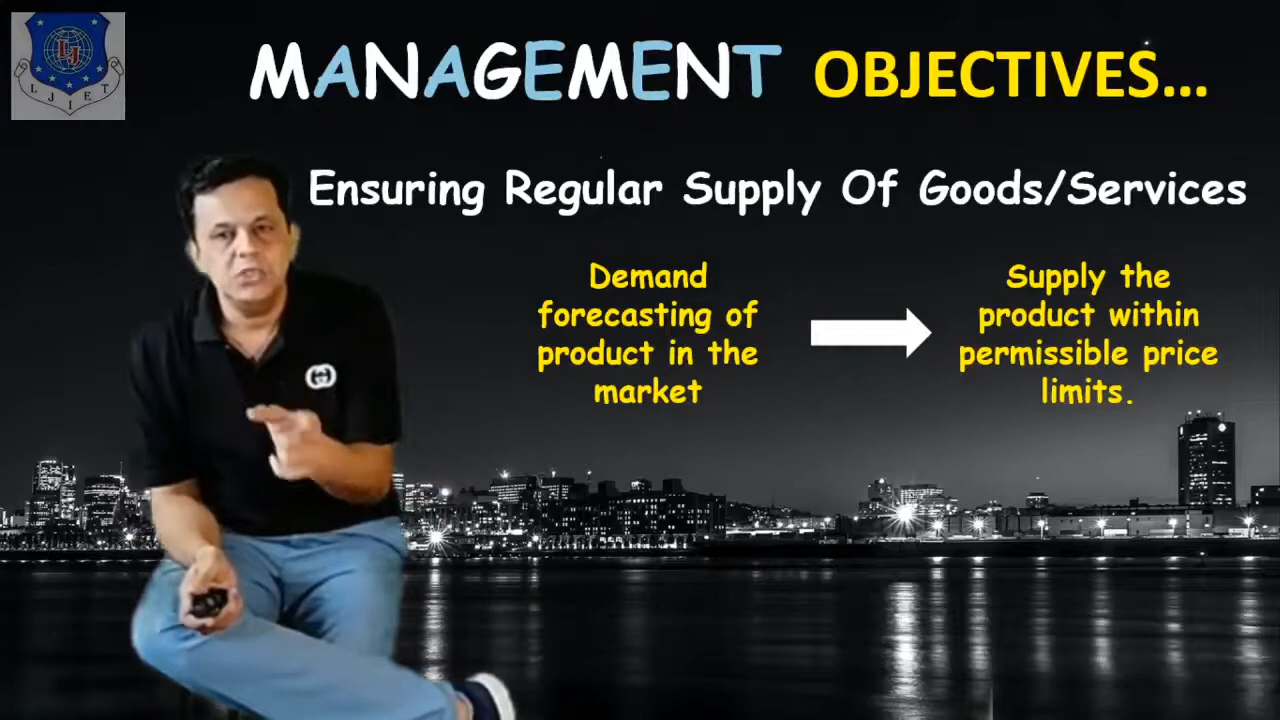 LJIET
MANAGEMENT OBJECTIVES...
Ensuring Regular Supply Of Goods/Services
Demand
forecasting of
product in the
market
Supply the
product within
permissible price
limits.